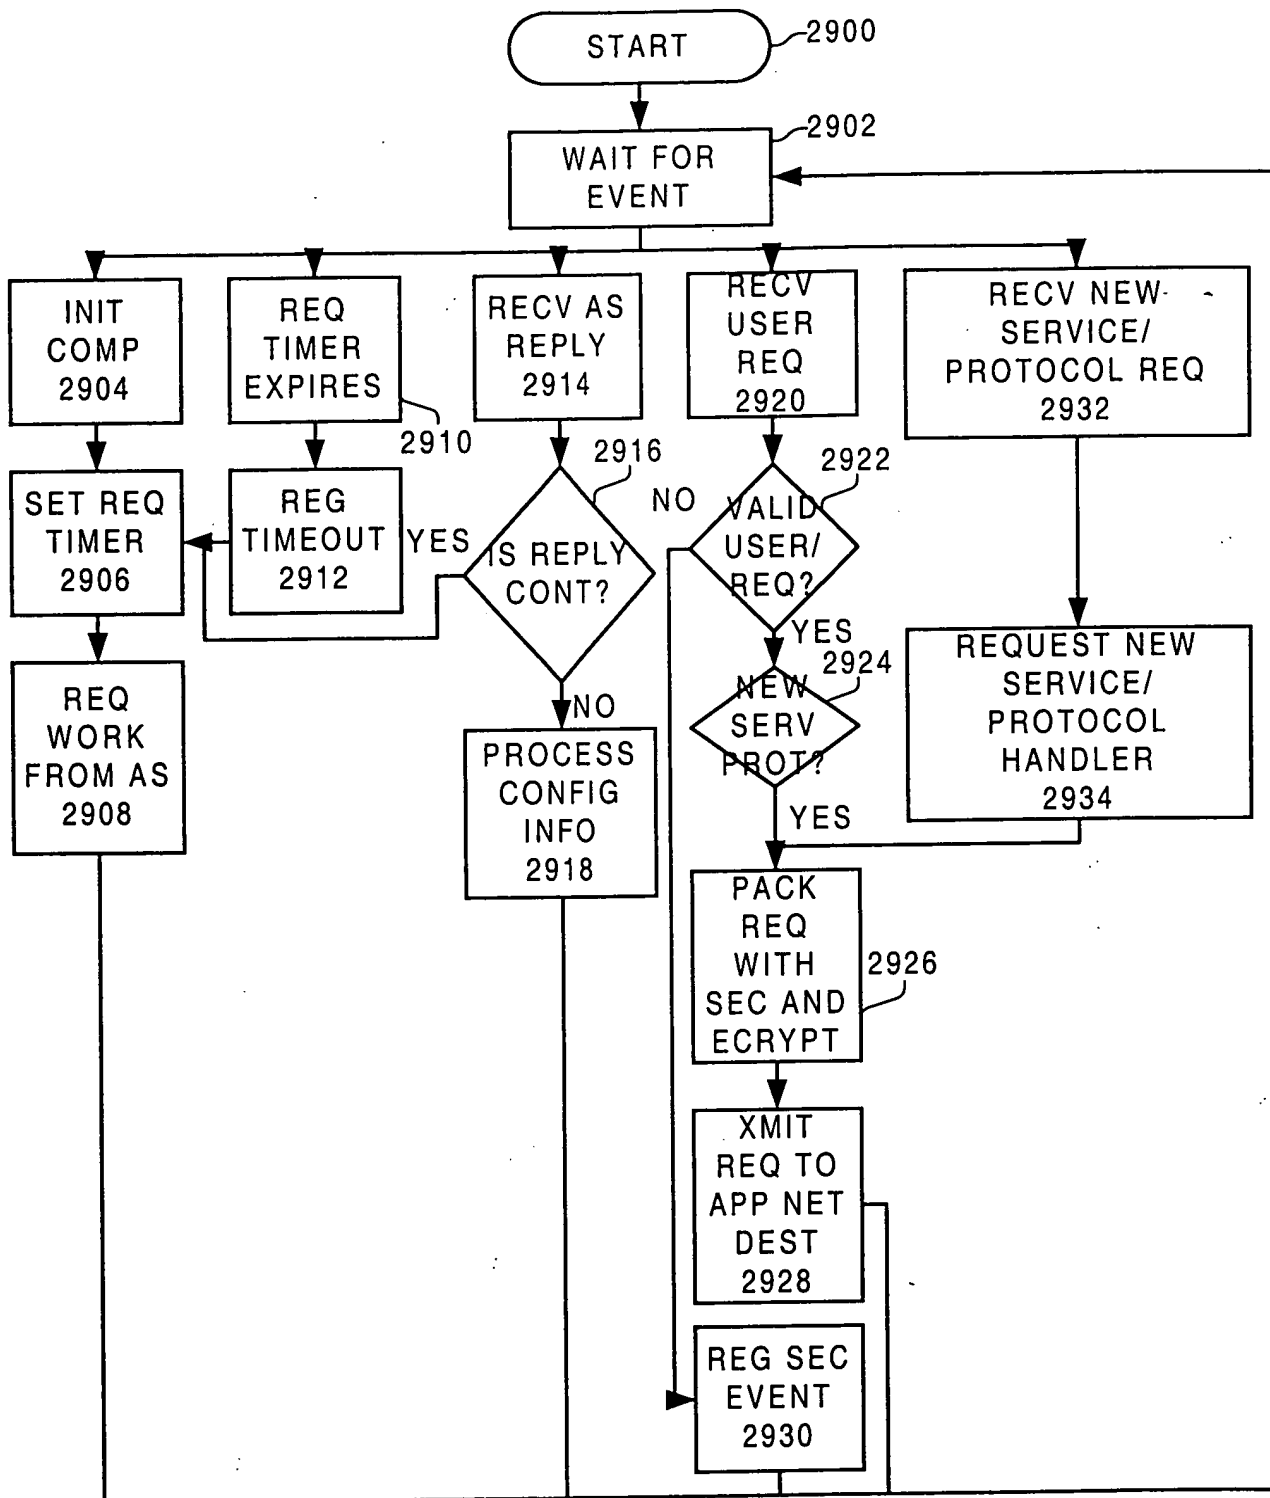 START
2900
WAIT FOR
EVENT
2902
INIT
COMP
2904
REQ
TIMER
EXPIRES
2910
RECV AS
REPLY
2914
RECV
USER
REQ
2920
RECV NEW
SERVICE/
PROTOCOL REQ
2932
SET REQ
TIMER
2906
REG
TIMEOUT
2912
YES
IS REPLY
CONT?
2916
NO
VALID
USER/
REQ?
2922
YES
NEW
SERV
PROT?
2924
YES
REQUEST NEW
SERVICE/
PROTOCOL
HANDLER
2934
REQ
WORK
FROM AS
2908
NO
PROCESS
CONFIG
INFO
2918
PACK
REQ
WITH
SEC AND
ECRYPT
2926
XMIT
REQ TO
APP NET
DEST
2928
REG SEC
EVENT
2930